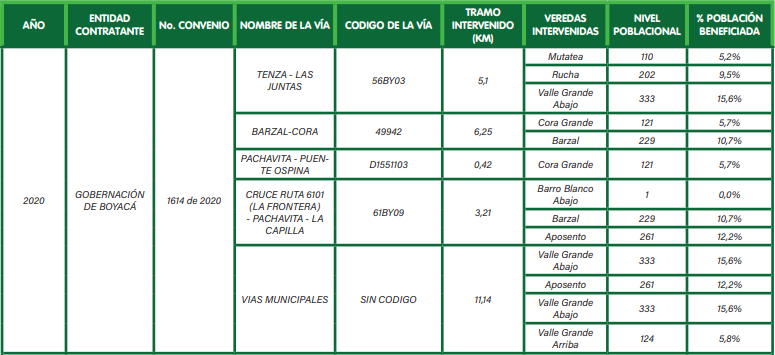 AÑO
ENTIDAD
CONTRATANTE
No. CONVENIO
NOMBRE DE LA VÍA
CODIGO DE LA VÍA
TRAMO
INTERVENIDO
(KM)
VEREDAS
INTERVENIDAS
NIVEL
POBLACIONAL
% POBLACIÓN
BENEFICIADA
2020
GOBERNACIÓN
DE BOYACÁ
1614 de 2020
TENZA - LAS
JUNTAS
56BY03
5,1
Mutatea
110
5,2%
Rucha
202
9,5%
Valle Grande
Abajo
333
15,6%
BARZAL-CORA
49942
6,25
Cora Grande
121
5,7%
Barzal
229
10,7%
PACHAVITA - PUEN-
TE OSPINA
D1551103
0,42
Cora Grande
121
5,7%
CRUCE RUTA 6101
(LA FRONTERA)
- PACHAVITA - LA
CAPILLA
61BY09
3,21
Barro Blanco
Abajo
1
0,0%
Barzal
229
10,7%
Aposento
261
12,2%
VIAS MUNICIPALES
SIN CODIGO
11,14
Valle Grande
Abajo
333
15,6%
Aposento
261
12,2%
Valle Grande
Abajo
333
15,6%
Valle Grande
Arriba
124
5,8%